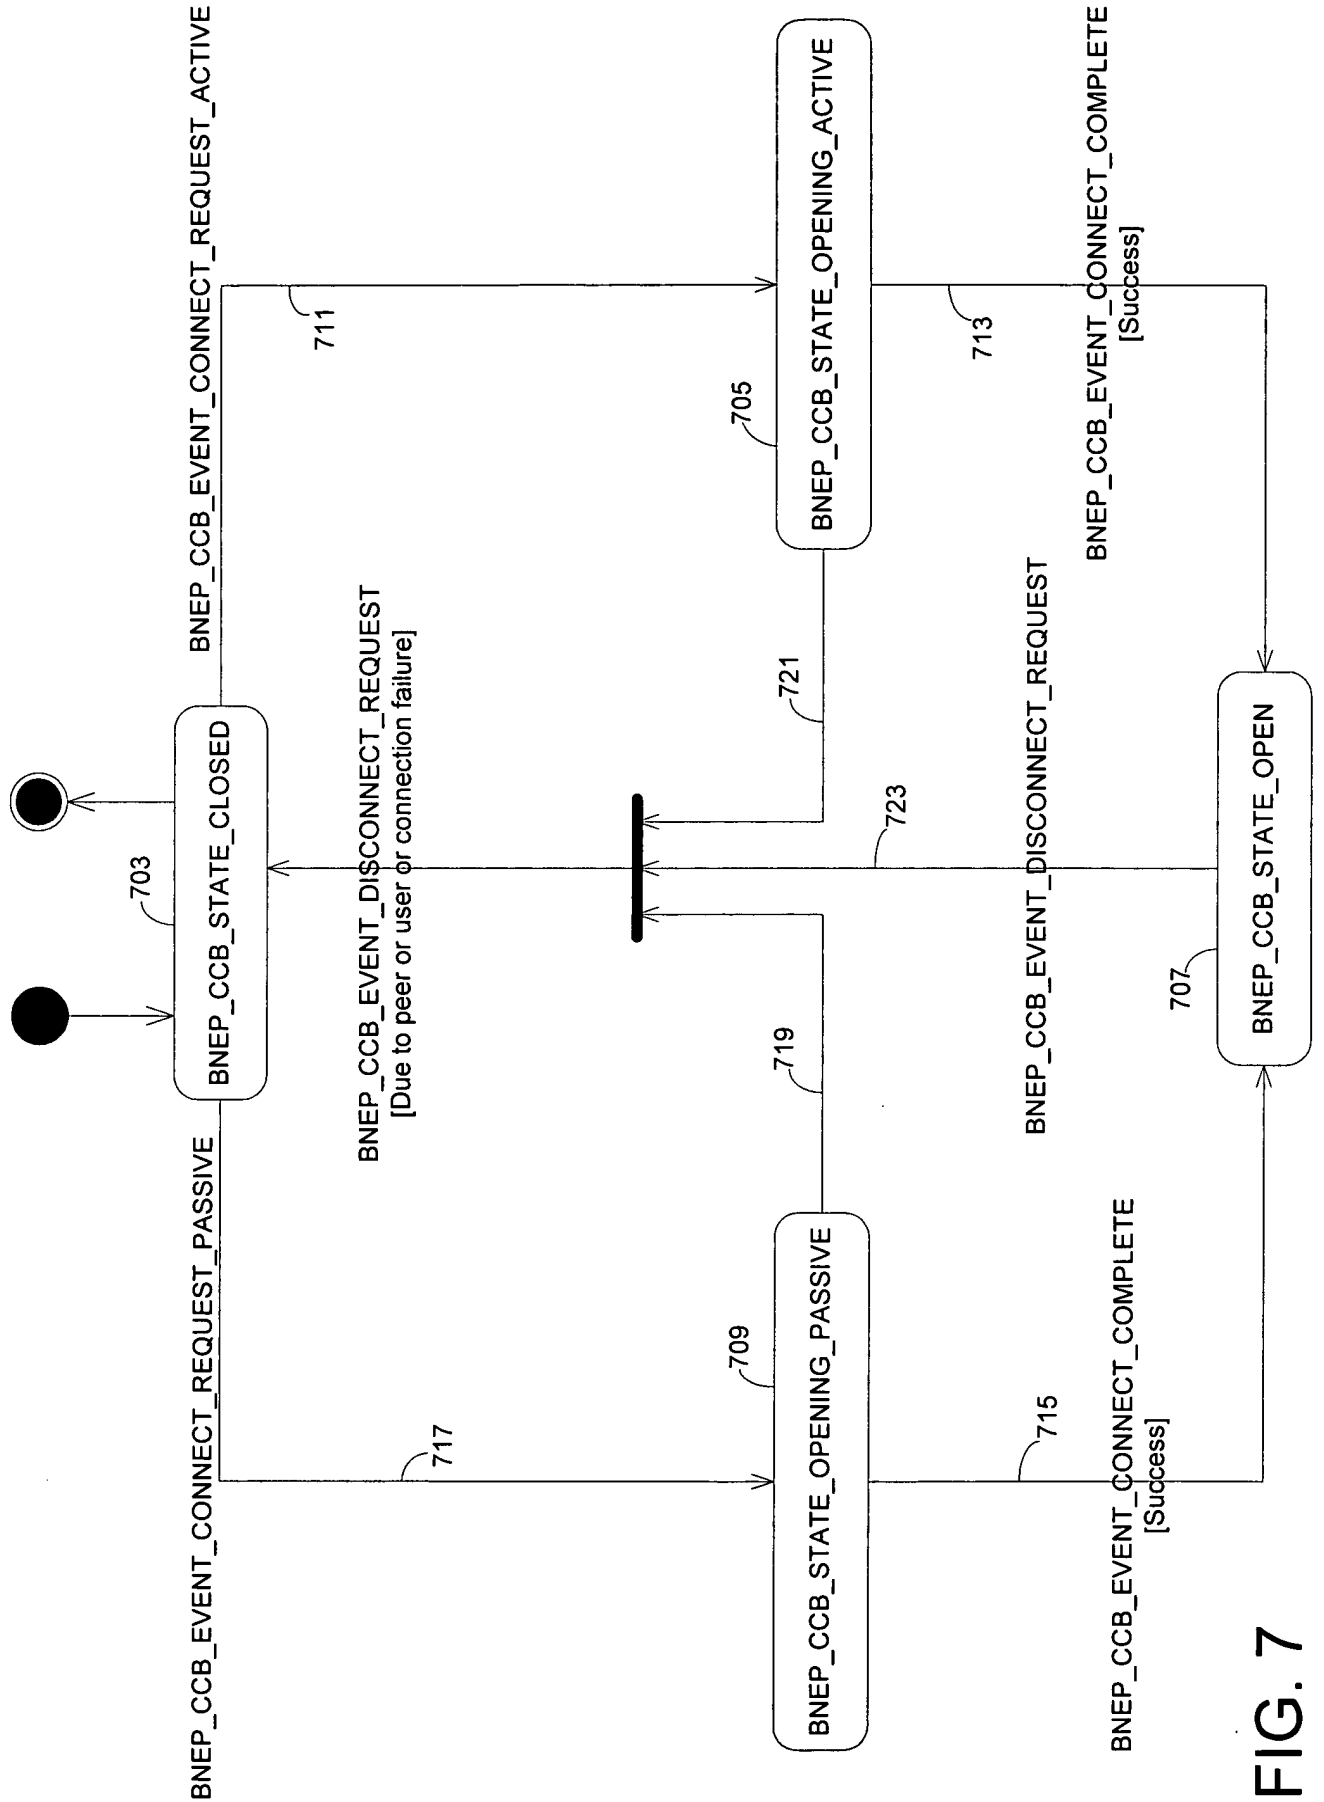 BNEP_CCB_EVENT_CONNECT_REQUEST_PASSIVE
703
BNEP_CCB_STATE_CLOSED
BNEP_CCB_EVENT_CONNECT_REQUEST_ACTIVE
BNEP_CCB_EVENT_DISCONNECT_REQUEST
[Due to peer or user or connection failure]
711
717
709
BNEP_CCB_STATE_OPENING_PASSIVE
719
721
705
BNEP_CCB_STATE_OPENING_ACTIVE
723
713
715
BNEP_CCB_EVENT_CONNECT_COMPLETE
[Success]
BNEP_CCB_EVENT_DISCONNECT_REQUEST
BNEP_CCB_EVENT_CONNECT_COMPLETE
[Success]
707
BNEP_CCB_STATE_OPEN
FIG. 7